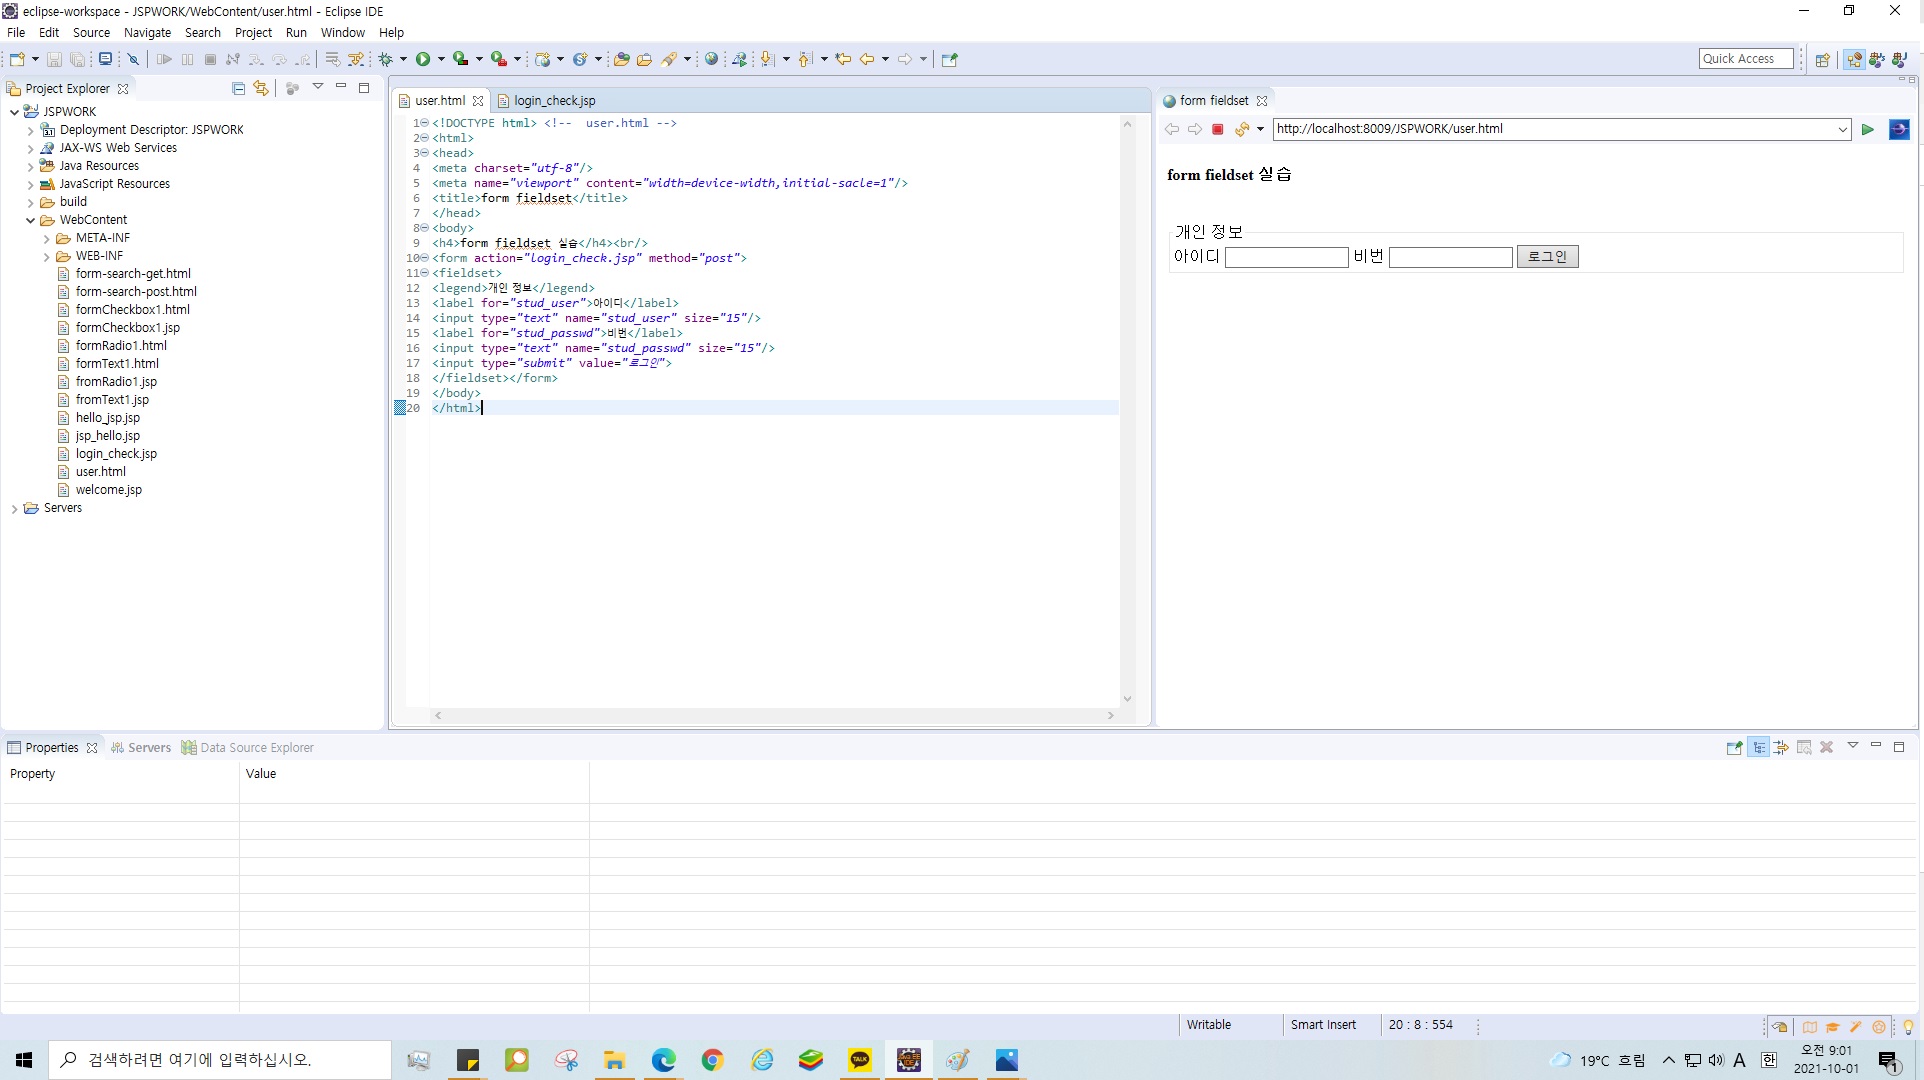 eclipse-workspace - JSPWORK/WebContent/user.html - Eclipse IDE
File Edit Source Navigate Search Project Run Window Help
Quick Access
Project Explorer
JSPWORK
Deployment Descriptor: JSPWORK
JAX-WS Web Services
Java Resources
JavaScript Resources
build
WebContent
META-INF
WEB-INF
form-search-get.html
form-search-post.html
formCheckbox1.html
formCheckbox1.jsp
formRadio1.html
formText1.html
fromRadio1.jsp
fromText1.jsp
hello_jsp.jsp
jsp_hello.jsp
login_check.jsp
user.html
welcome.jsp
Servers
user.html login_check.jsp
1 <!DOCTYPE html> <!--  user.html -->
2 <html>
3 <head>
4 <meta charset="utf-8"/>
5 <meta name="viewport" content="width=device-width,initial-sacle=1"/>
6 <title>form fieldset</title>
7 </head>
8 <body>
9 <h4>form fieldset 실습</h4><br/>
10 <form action="login_check.jsp" method="post">
11 <fieldset>
12 <legend>개인 정보</legend>
13 <label for="stud_user">아이디</label>
14 <input type="text" name="stud_user" size="15"/>
15 <label for="stud_passwd">비번</label>
16 <input type="text" name="stud_passwd" size="15"/>
17 <input type="submit" value="로그인">
18 </fieldset></form>
19 </body>
20 </html>
form fieldset
http://localhost:8009/JSPWORK/user.html
form fieldset 실습
개인 정보
아이디 비번 로그인
Properties Servers Data Source Explorer
Property Value
Writable Smart Insert 20 : 8 : 554
검색하려면 여기에 입력하십시오.
TALK
19°C 흐림 A 한
오전 9:01
2021-10-01
1